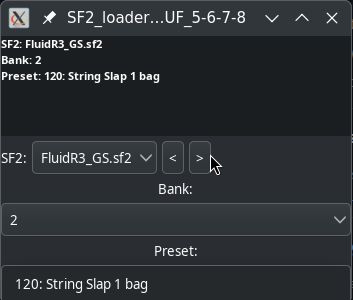 SF2_loader...UF_5-6-7-8
SF2: FluidR3_GS.sf2
Bank: 2
Preset: 120: String Slap 1 bag
SF2: FluidR3_GS.sf2 < >
Bank:
2
Preset:
120: String Slap 1 bag